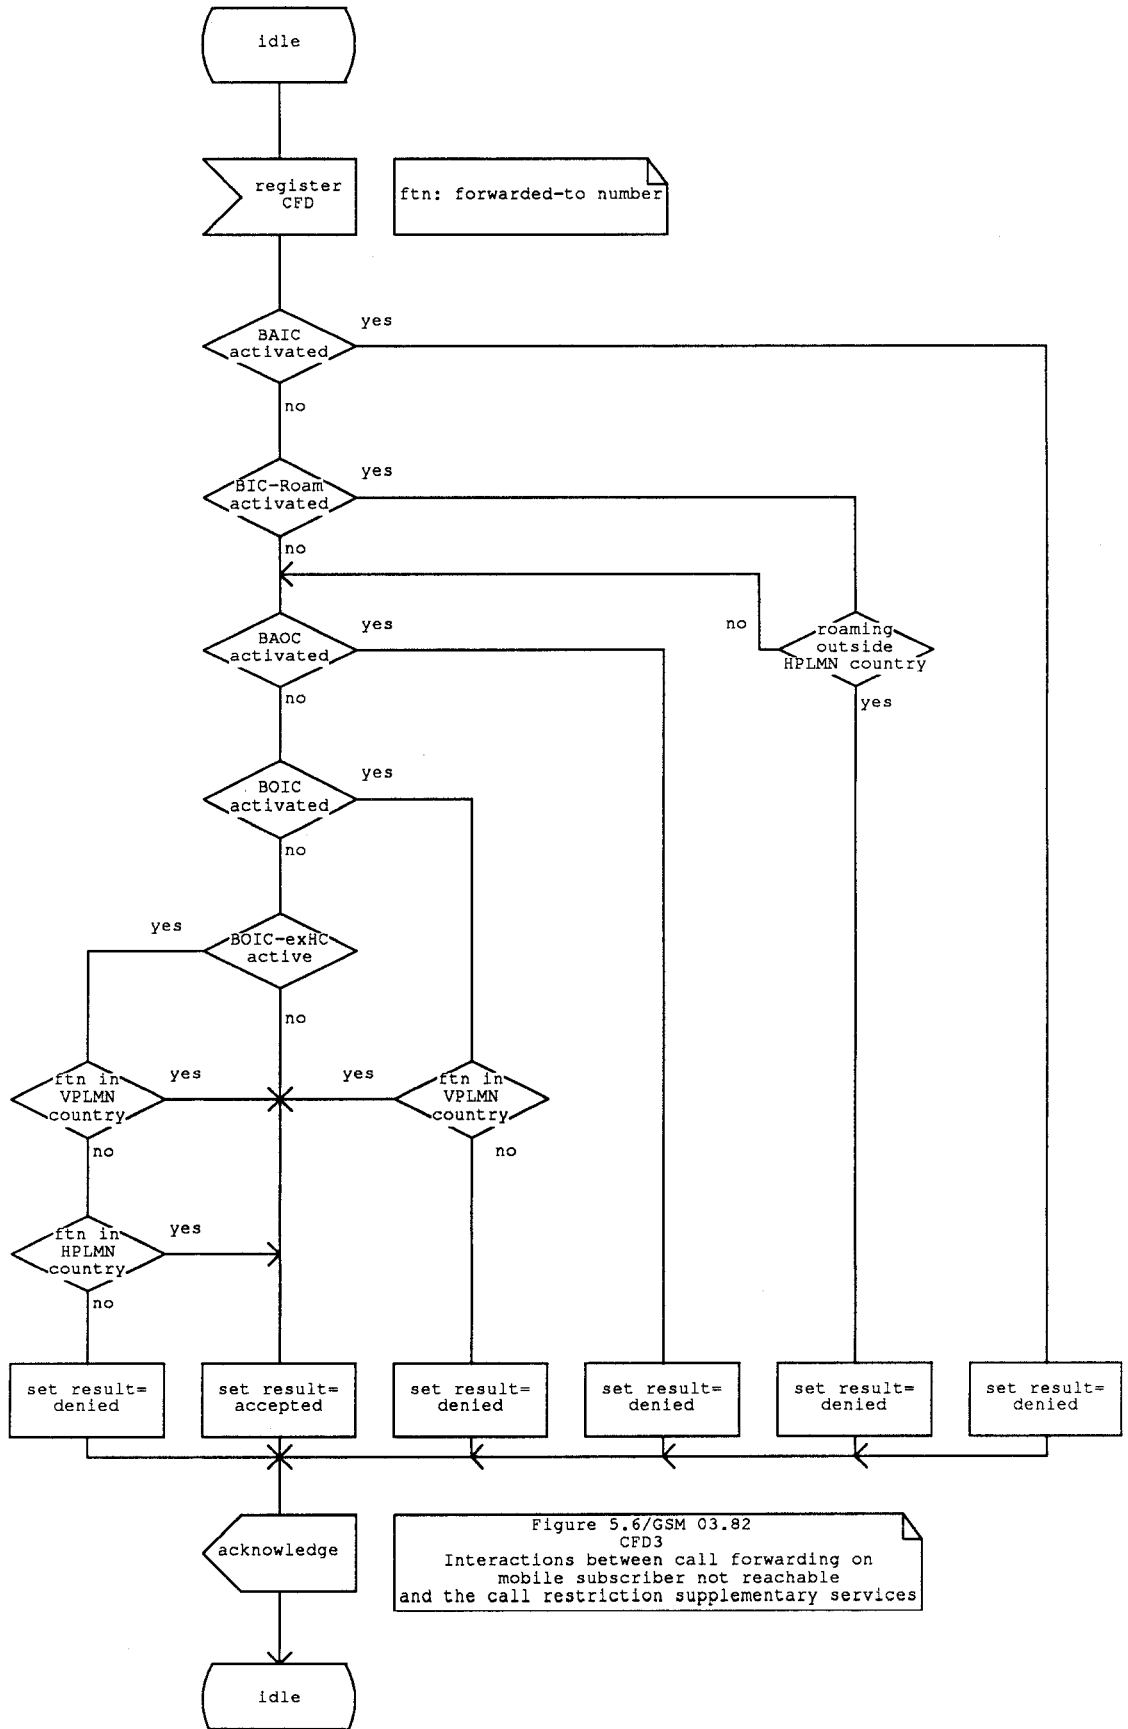 idle
register
CFD
ftn: forwarded-to number
BAIC
activated
yes
no
BIC-Roam
activated
yes
no
BAOC
activated
yes
no
roaming
outside
HPLMN country
no
yes
BOIC
activated
yes
no
yes
BOIC-exHC
active
no
ftn in
VPLMN
country
yes
no
yes
ftn in
VPLMN
country
no
ftn in
HPLMN
country
yes
no
set result=
denied
set result=
accepted
set result=
denied
set result=
denied
set result=
denied
set result=
denied
acknowledge
Figure 5.6/GSM 03.82
CFD3
Interactions between call forwarding on
mobile subscriber not reachable
and the call restriction supplementary services
idle